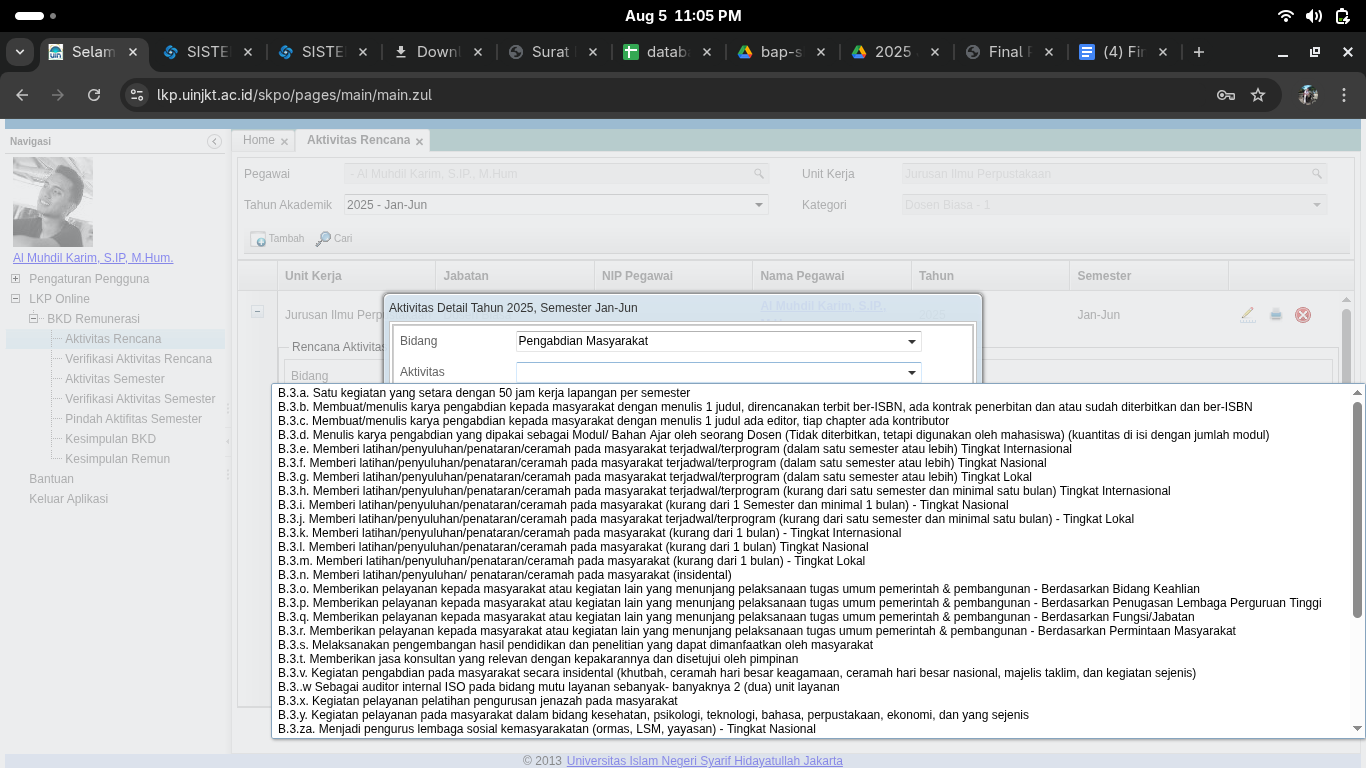 Aug 5 11:05 PM
Selam
SISTE
SISTE
Downl
Surat
datab
bap-s
2025
Final F
(4) Fir
lkp.uinjkt.ac.id/skpo/pages/main/main.zul
Navigasi
Home
Aktivitas Rencana
Pegawai
- Al Muhdil Karim, S.IP., M.Hum
Unit Kerja
Jurusan Ilmu Perpustakaan
Tahun Akademik
2025 - Jan-Jun
Kategori
Dosen Biasa - 1
Tambah
Cari
Al Muhdil Karim, S.IP, M.Hum.
Pengaturan Pengguna
LKP Online
BKD Remunerasi
Aktivitas Rencana
Verifikasi Aktivitas Rencana
Aktivitas Semester
Verifikasi Aktivitas Semester
Pindah Aktifitas Semester
Kesimpulan BKD
Kesimpulan Remun
Bantuan
Keluar Aplikasi
Unit Kerja
Jabatan
NIP Pegawai
Nama Pegawai
Tahun
Semester
Jurusan Ilmu Perp
Al Muhdil Karim, S.IP.,
2025
Jan-Jun
Rencana Aktivitas
Bidang
Aktivitas Detail Tahun 2025, Semester Jan-Jun
Bidang
Pengabdian Masyarakat
Aktivitas
B.3.a. Satu kegiatan yang setara dengan 50 jam kerja lapangan per semester
B.3.b. Membuat/menulis karya pengabdian kepada masyarakat dengan menulis 1 judul, direncanakan terbit ber-ISBN, ada kontrak penerbitan dan atau sudah diterbitkan dan ber-ISBN
B.3.c. Membuat/menulis karya pengabdian kepada masyarakat dengan menulis 1 judul ada editor, tiap chapter ada kontributor
B.3.d. Menulis karya pengabdian yang dipakai sebagai Modul/ Bahan Ajar oleh seorang Dosen (Tidak diterbitkan, tetapi digunakan oleh mahasiswa) (kuantitas di isi dengan jumlah modul)
B.3.e. Memberi latihan/penyuluhan/penataran/ceramah pada masyarakat terjadwal/terprogram (dalam satu semester atau lebih) Tingkat Internasional
B.3.f. Memberi latihan/penyuluhan/penataran/ceramah pada masyarakat terjadwal/terprogram (dalam satu semester atau lebih) Tingkat Nasional
B.3.g. Memberi latihan/penyuluhan/penataran/ceramah pada masyarakat terjadwal/terprogram (dalam satu semester atau lebih) Tingkat Lokal
B.3.h. Memberi latihan/penyuluhan/penataran/ceramah pada masyarakat terjadwal/terprogram (kurang dari satu semester dan minimal satu bulan) Tingkat Internasional
B.3.i. Memberi latihan/penyuluhan/penataran/ceramah pada masyarakat (kurang dari 1 Semester dan minimal 1 bulan) - Tingkat Nasional
B.3.j. Memberi latihan/penyuluhan/penataran/ceramah pada masyarakat terjadwal/terprogram (kurang dari satu semester dan minimal satu bulan) - Tingkat Lokal
B.3.k. Memberi latihan/penyuluhan/penataran/ceramah pada masyarakat (kurang dari 1 bulan) - Tingkat Internasional
B.3.l. Memberi latihan/penyuluhan/penataran/ceramah pada masyarakat (kurang dari 1 bulan) Tingkat Nasional
B.3.m. Memberi latihan/penyuluhan/penataran/ceramah pada masyarakat (kurang dari 1 bulan) - Tingkat Lokal
B.3.n. Memberi latihan/penyuluhan/ penataran/ceramah pada masyarakat (insidental)
B.3.o. Memberikan pelayanan kepada masyarakat atau kegiatan lain yang menunjang pelaksanaan tugas umum pemerintah & pembangunan - Berdasarkan Bidang Keahlian
B.3.p. Memberikan pelayanan kepada masyarakat atau kegiatan lain yang menunjang pelaksanaan tugas umum pemerintah & pembangunan - Berdasarkan Penugasan Lembaga Perguruan Tinggi
B.3.q. Memberikan pelayanan kepada masyarakat atau kegiatan lain yang menunjang pelaksanaan tugas umum pemerintah & pembangunan - Berdasarkan Fungsi/Jabatan
B.3.r. Memberikan pelayanan kepada masyarakat atau kegiatan lain yang menunjang pelaksanaan tugas umum pemerintah & pembangunan - Berdasarkan Permintaan Masyarakat
B.3.s. Melaksanakan pengembangan hasil pendidikan dan penelitian yang dapat dimanfaatkan oleh masyarakat
B.3.t. Memberikan jasa konsultan yang relevan dengan kepakarannya dan disetujui oleh pimpinan
B.3.v. Kegiatan pengabdian pada masyarakat secara insidental (khutbah, ceramah hari besar keagamaan, ceramah hari besar nasional, majelis taklim, dan kegiatan sejenis)
B.3..w Sebagai auditor internal ISO pada bidang mutu layanan sebanyak- banyaknya 2 (dua) unit layanan
B.3.x. Kegiatan pelayanan pelatihan pengurusan jenazah pada masyarakat
B.3.y. Kegiatan pelayanan pada masyarakat dalam bidang kesehatan, psikologi, teknologi, bahasa, perpustakaan, ekonomi, dan yang sejenis
B.3.za. Menjadi pengurus lembaga sosial kemasyarakatan (ormas, LSM, yayasan) - Tingkat Nasional
© 2013 Universitas Islam Negeri Syarif Hidayatullah Jakarta